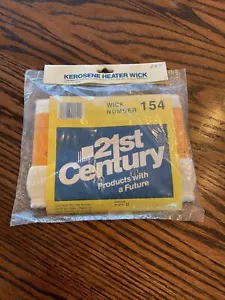 KEROSENE HEATER WICK
WICK
NUMBER 154
21st
Century
Products with
a Future